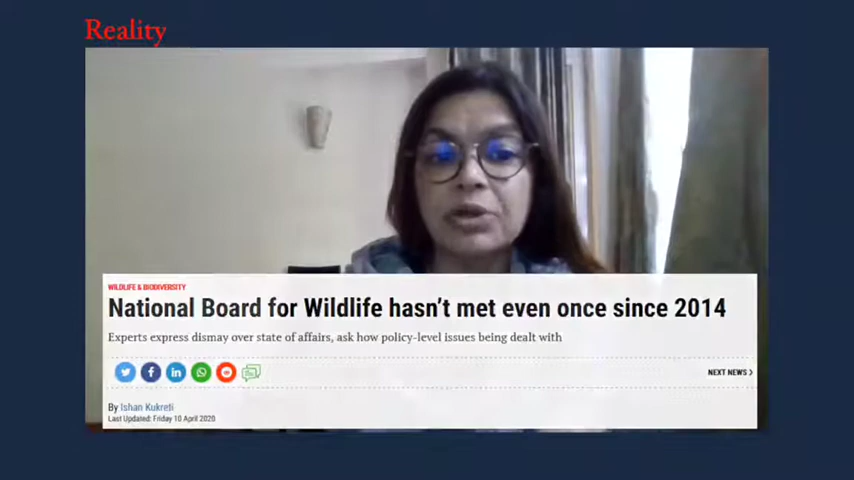 Reality
WILDLIFE & BIODIVERSITY
National Board for Wildlife hasn't met even once since 2014
Experts express dismay over state of affairs, ask how policy-level issues being dealt with
NEXT NEWS
By Ishan Kukreti
Last Updated: Friday 10 April 2020